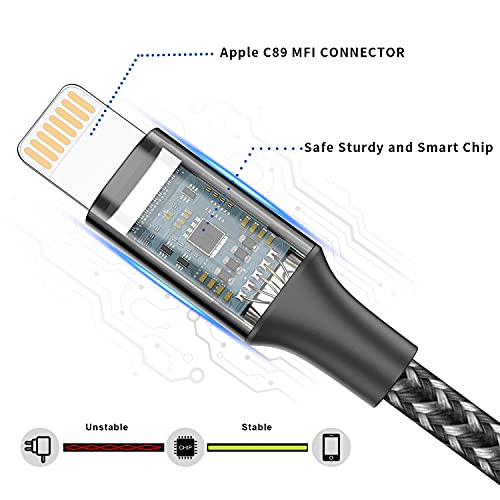 Apple C89 MFI CONNECTOR
Safe Sturdy and Smart Chip
Unstable
Stable
CHIP